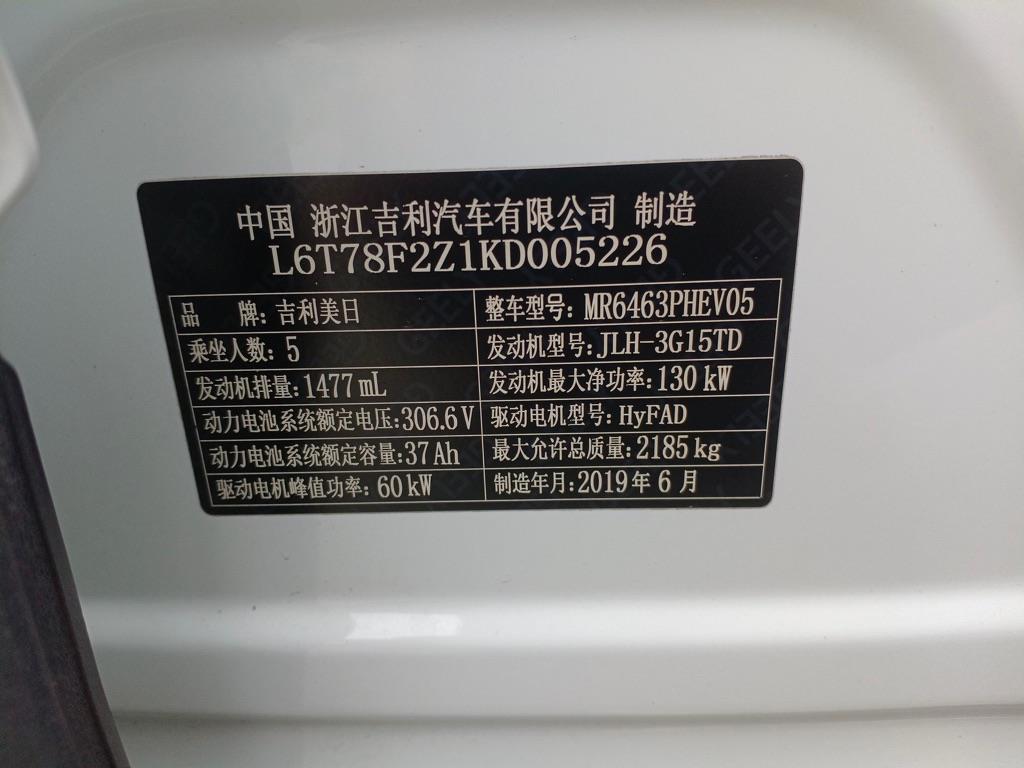 中国 浙江吉利汽车有限公司 制造
L6T78F2Z1KD005226
品 牌: 吉利美日 整车型号: MR6463PHEV05
乘坐人数: 5 发动机型号: JLH-3G15TD
发动机排量: 1477 mL 发动机最大净功率: 130 kW
动力电池系统额定电压: 306.6 V 驱动电机型号: HyFAD
动力电池系统额定容量: 37 Ah 最大允许总质量: 2185 kg
驱动电机峰值功率: 60 kW 制造年月: 2019 年 6 月